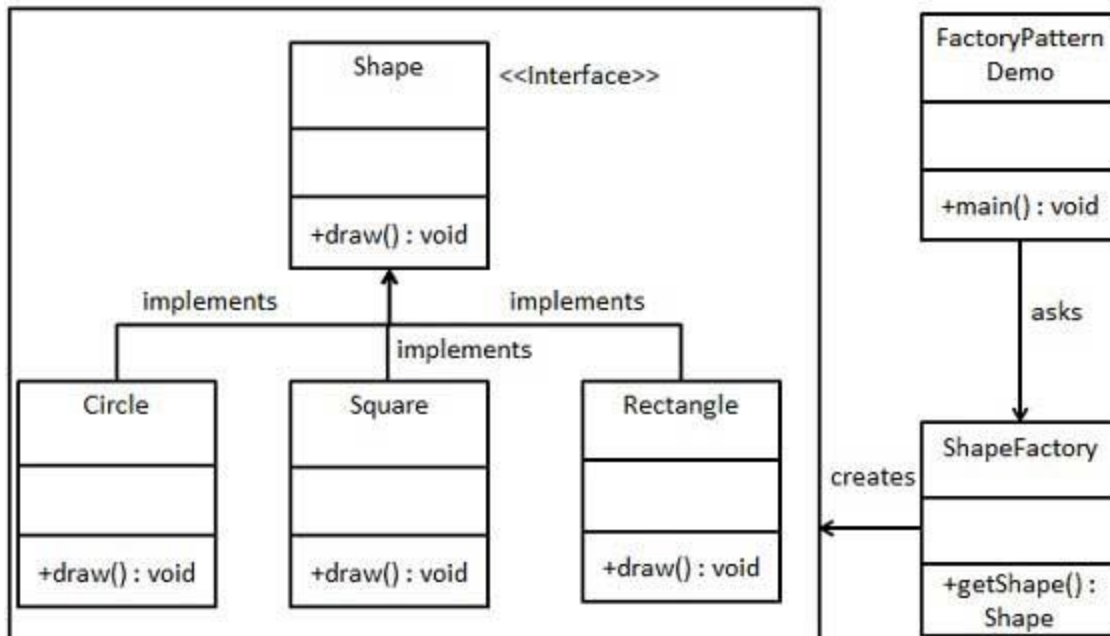 Shape
<<Interface>>
+draw() : void
implements
implements
implements
Circle
+draw() : void
Square
+draw() : void
Rectangle
+draw() : void
FactoryPattern
Demo
+main() : void
asks
ShapeFactory
+getShape() :
Shape
creates